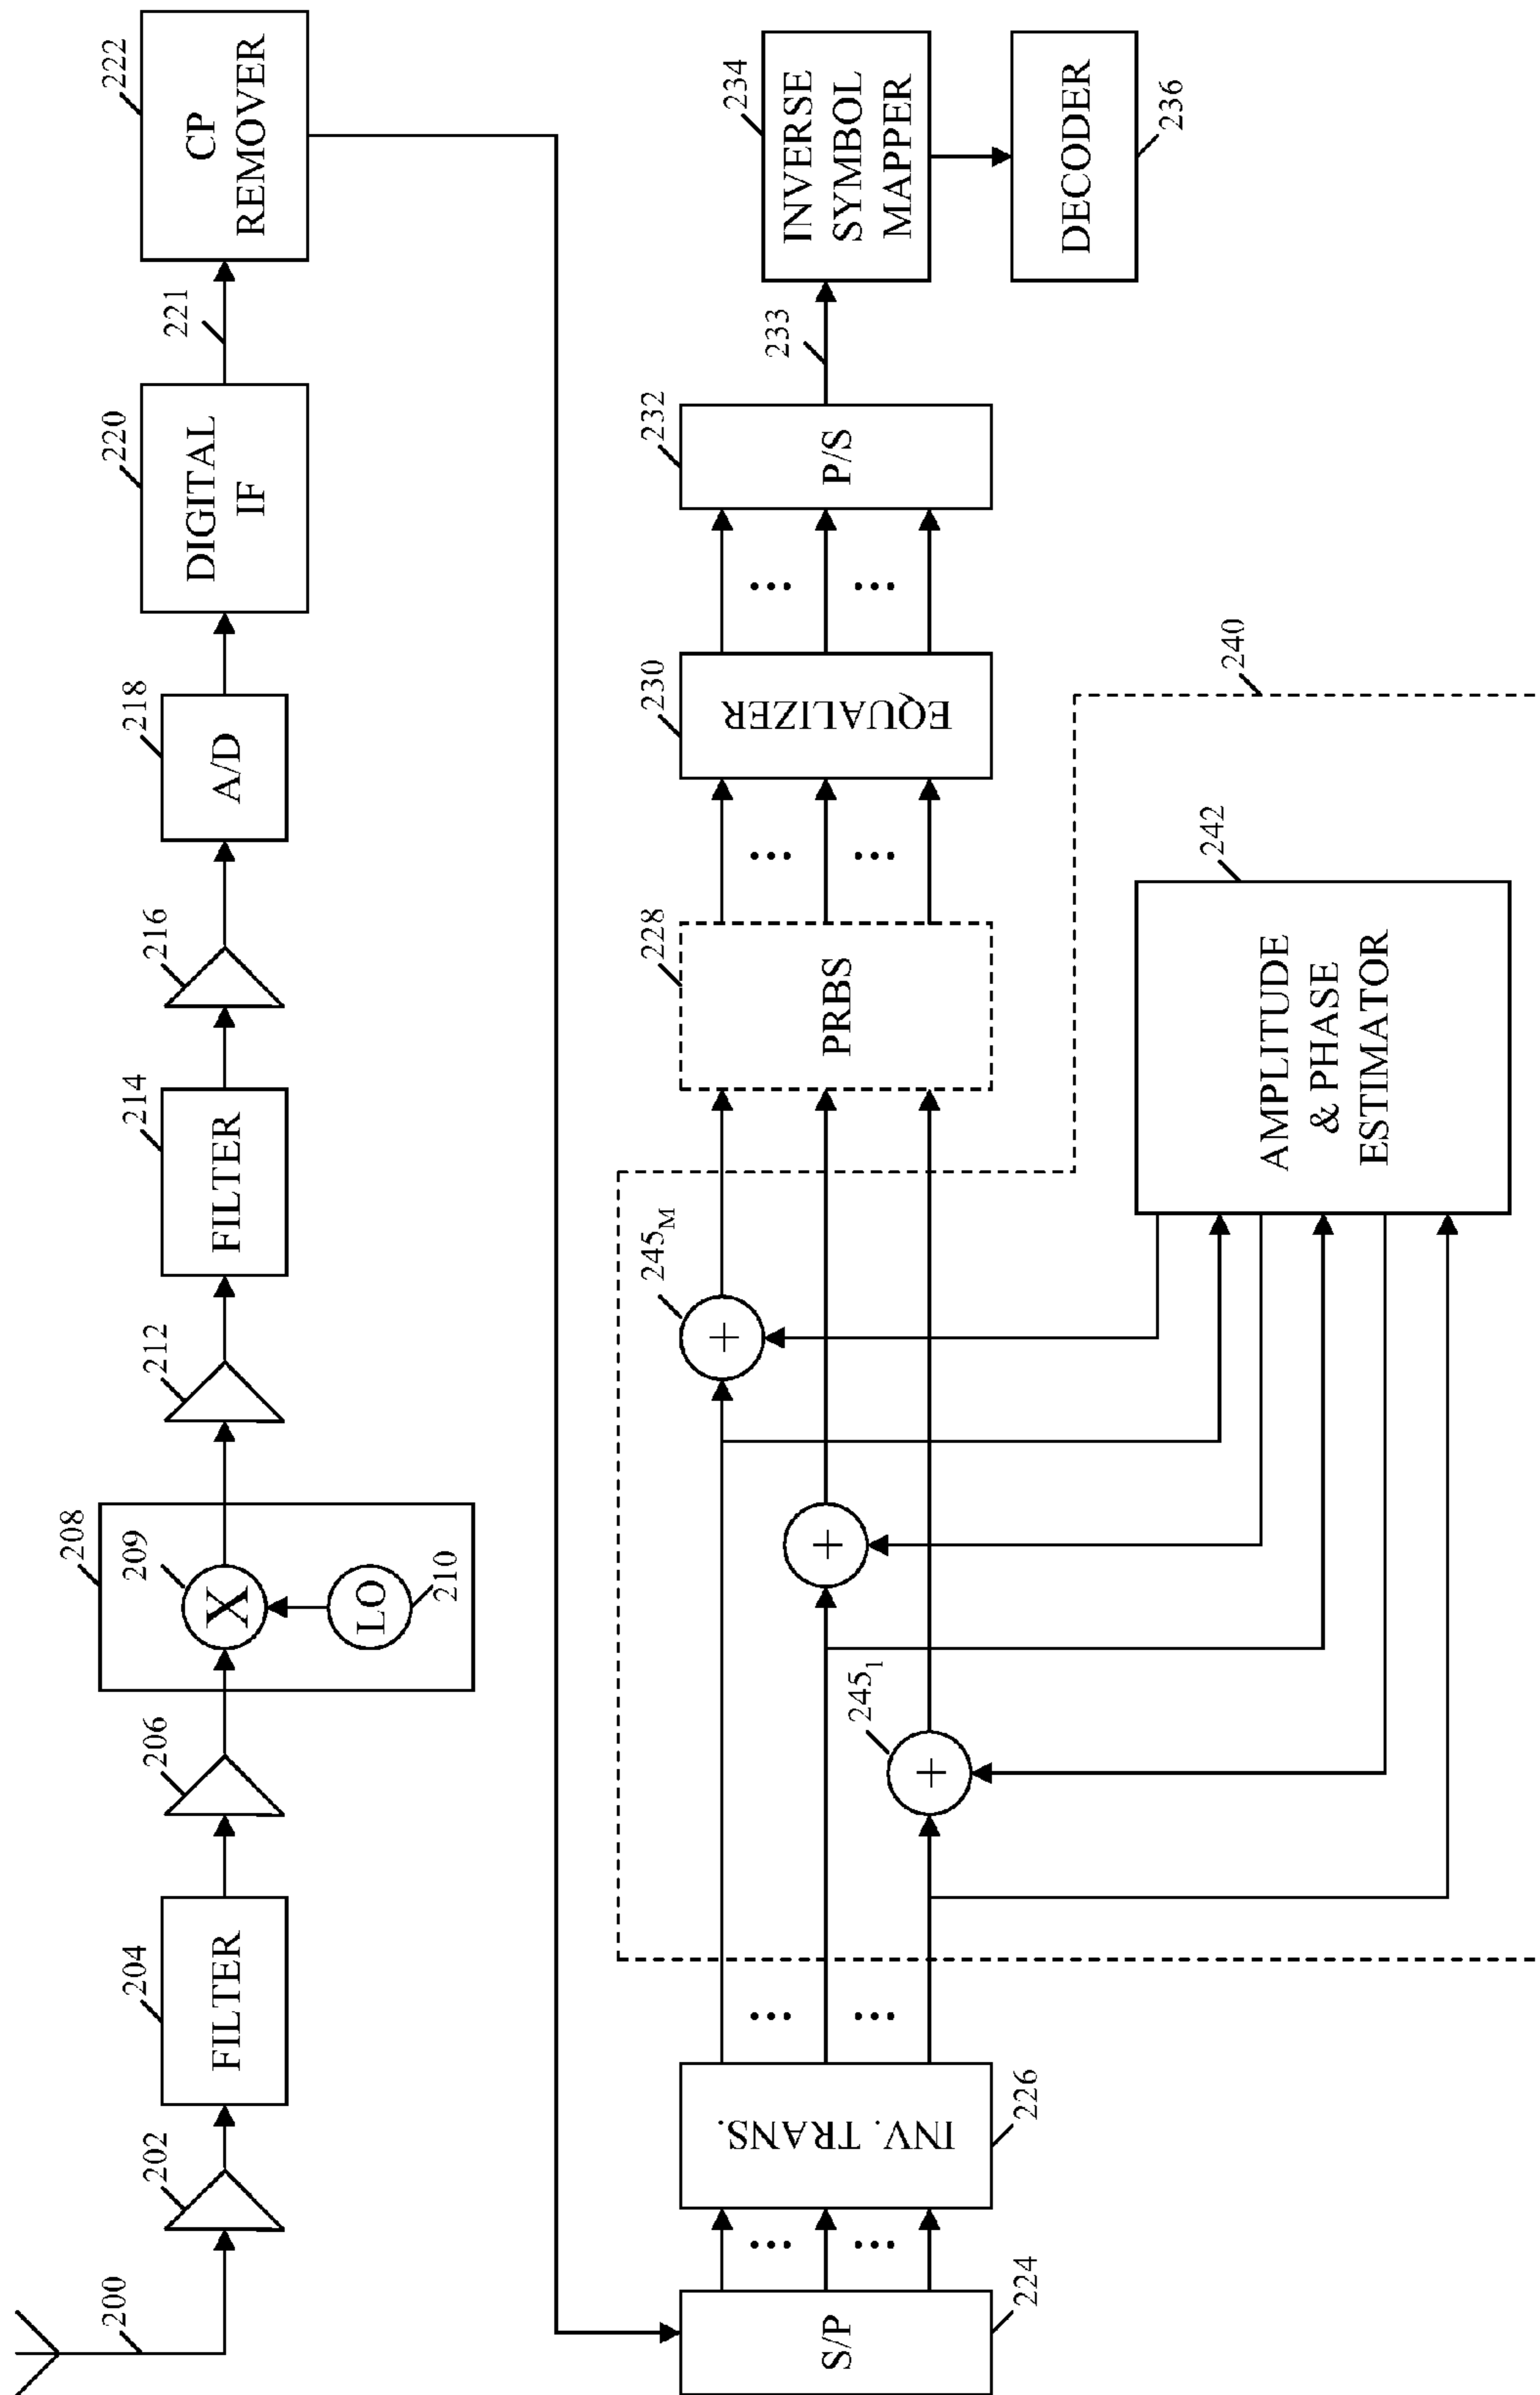 200
202
FILTER
204
206
208
209
X
LO
210
212
FILTER
214
216
A/D
218
DIGITAL
IF
220
221
CP
REMOVER
222
S/P
224
INV. TRANS.
226
245₁
+
+
245M
+
AMPLITUDE
& PHASE
ESTIMATOR
242
240
PRBS
228
EQUALIZER
230
P/S
232
233
INVERSE
SYMBOL
MAPPER
234
DECODER
236